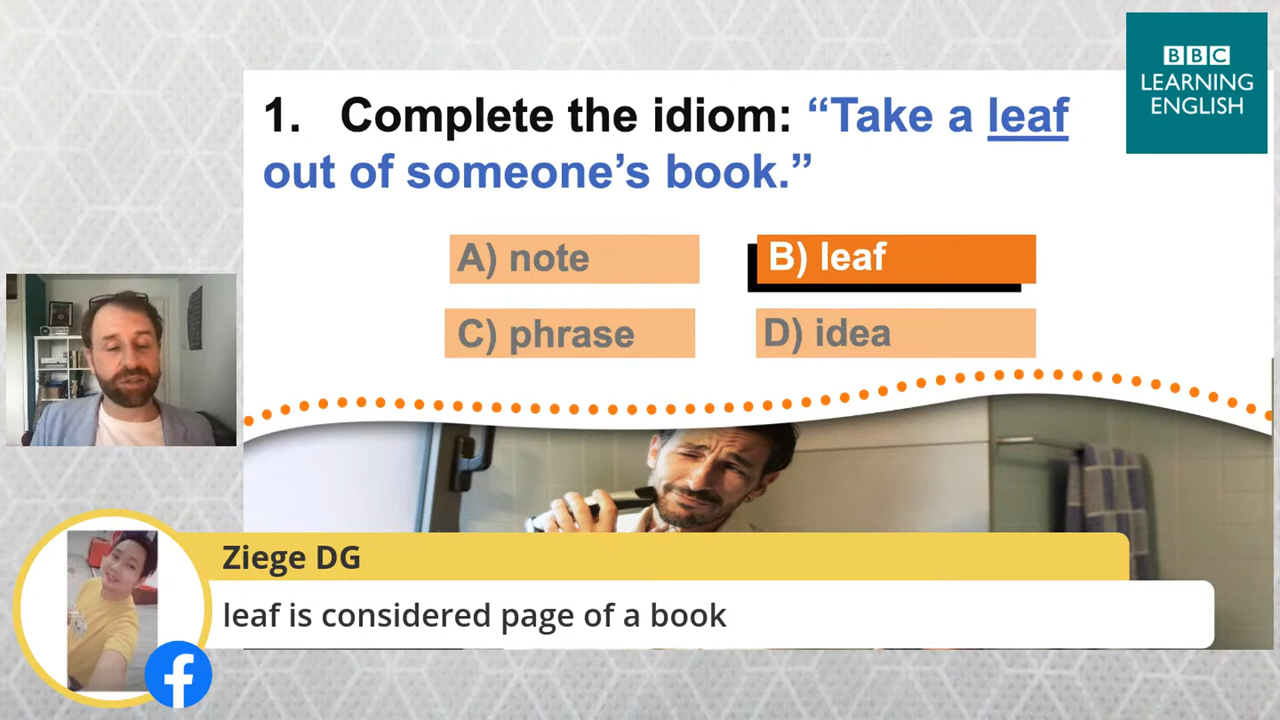 BBC
LEARNING
ENGLISH
1. Complete the idiom: “Take a leaf
out of someone’s book.”
A) note
B) leaf
C) phrase
D) idea
Ziege DG
leaf is considered page of a book